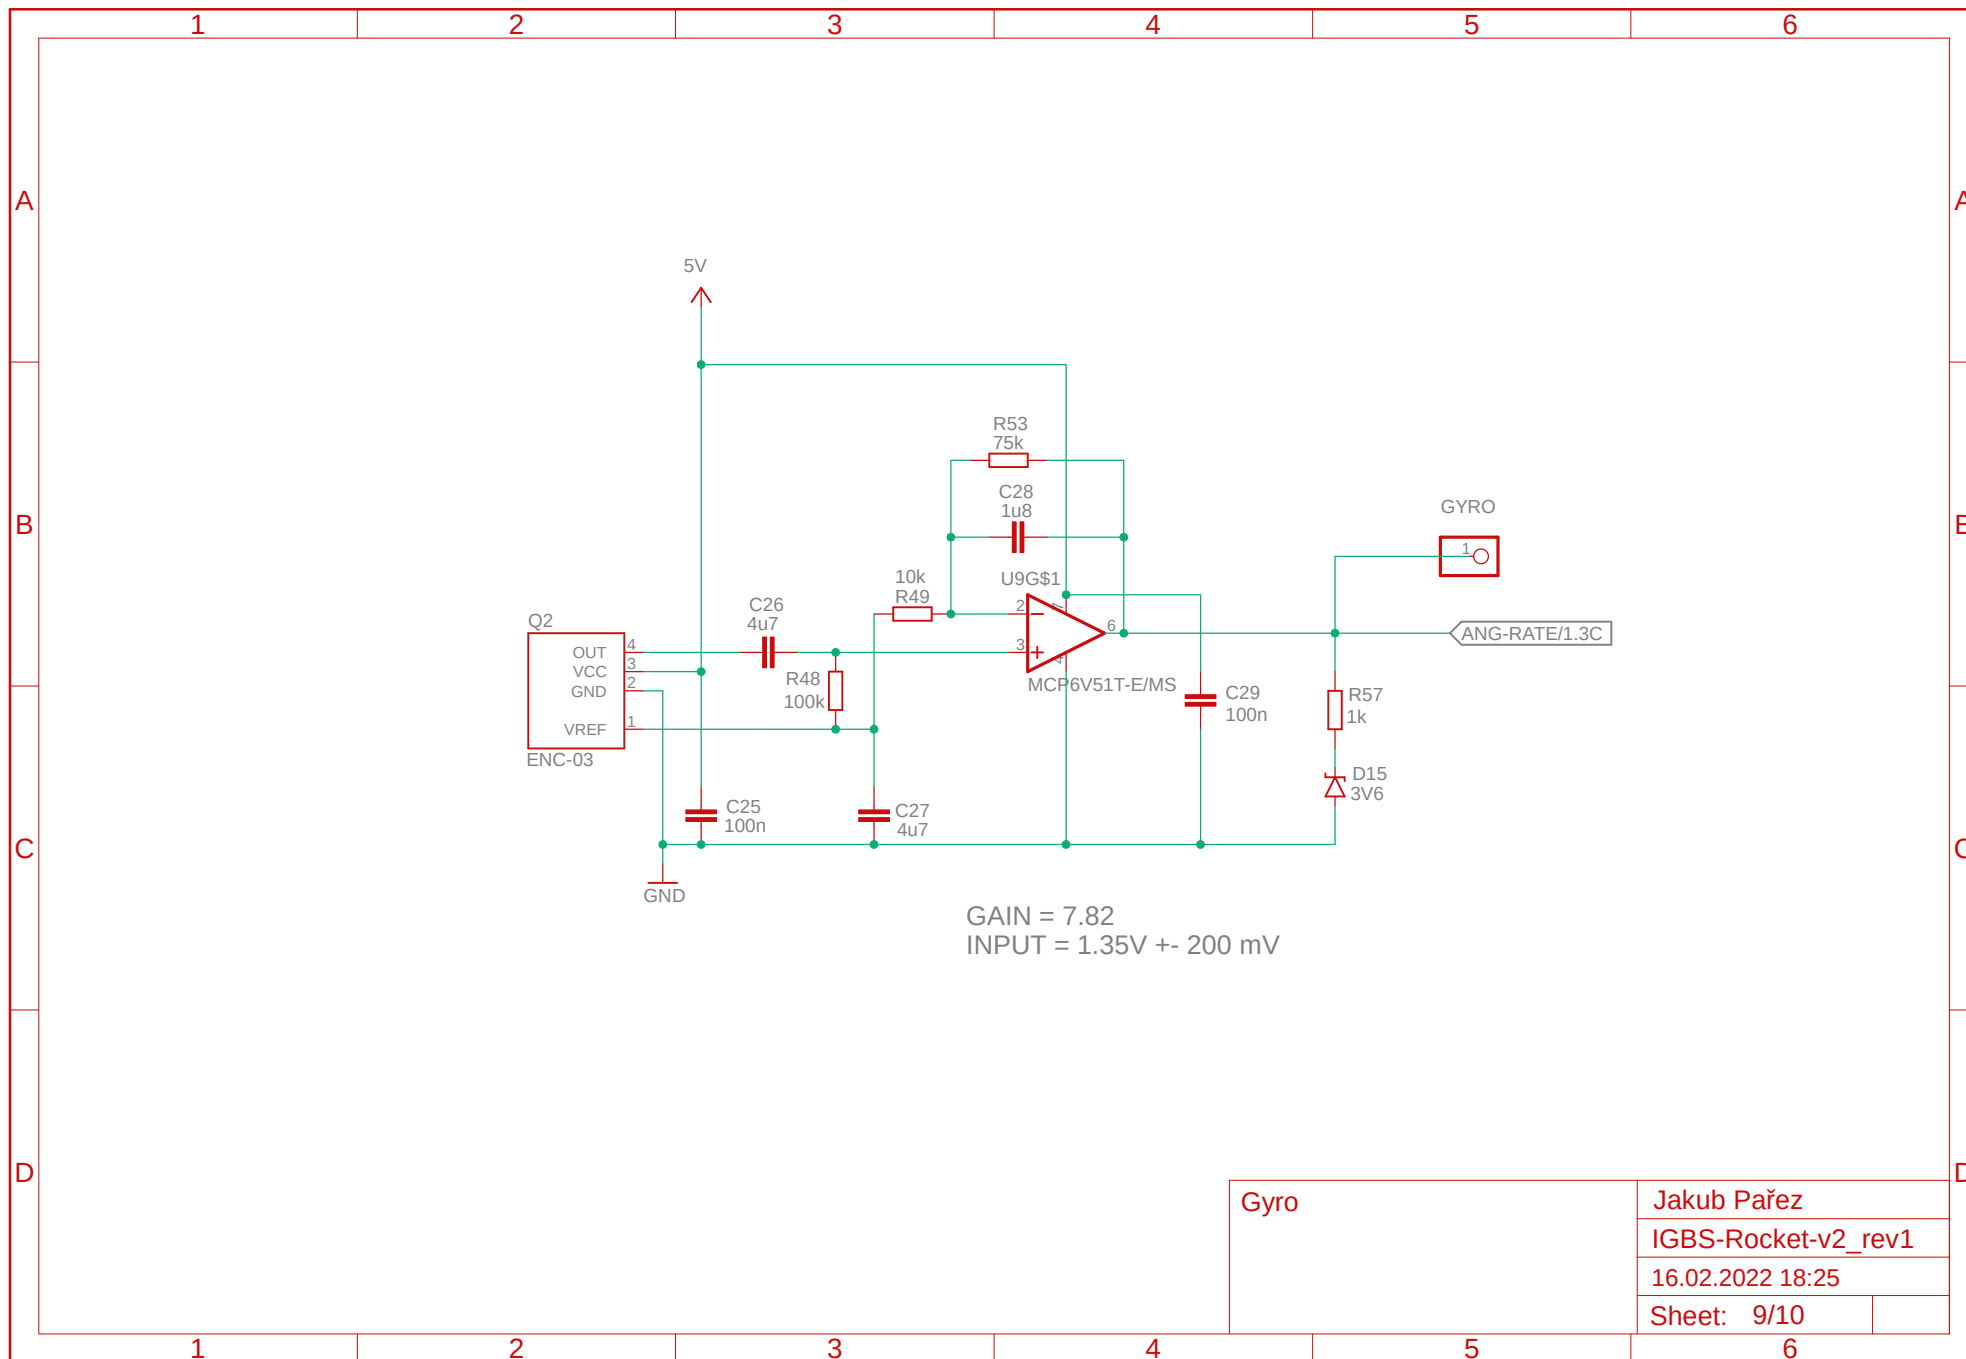 1 2 3 4 5 6
A A
5V
R53
75k
C28
1u8
GYRO
1
B B
10k
R49
U9G$1
C26
4u7
2
7
Q2
3
4
6
ANG-RATE/1.3C
OUT 4
VCC 3
GND 2
VREF 1
ENC-03
R48
100k
MCP6V51T-E/MS
C29
100n
R57
1k
D15
3V6
C25
100n
C27
4u7
C C
GND
GAIN = 7.82
INPUT = 1.35V +- 200 mV
D D
Gyro
Jakub Pařez
IGBS-Rocket-v2_rev1
16.02.2022 18:25
Sheet: 9/10
1 2 3 4 5 6